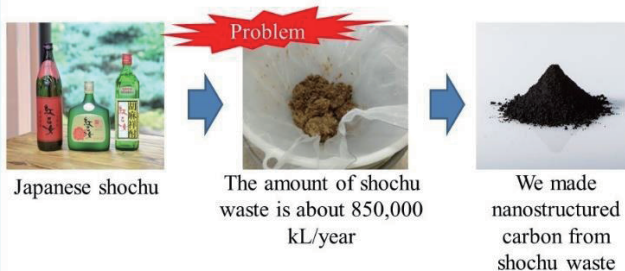 Problem
Japanese shochu
The amount of shochu
waste is about 850,000
kL/year
We made
nanostructured
carbon from
shochu waste